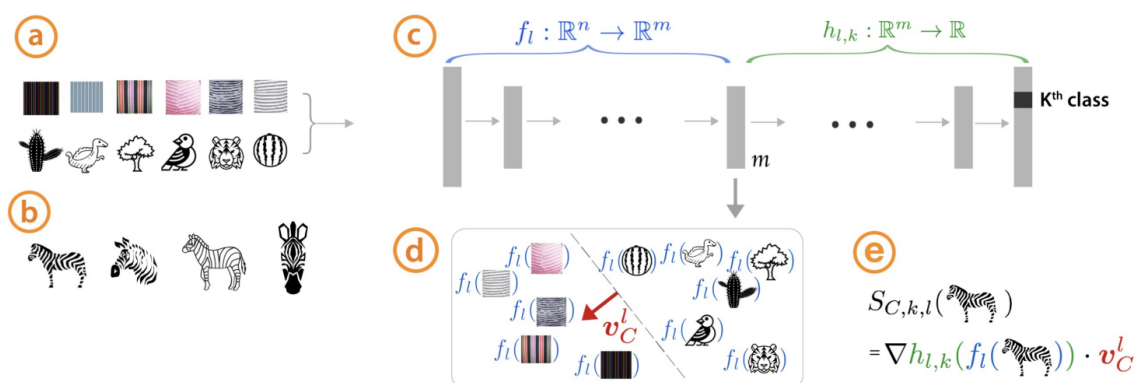 a
b
c
f_l : ℝ^n → ℝ^m
h_{l,k} : ℝ^m → ℝ
• • •
• • •
m
K^th class
d
f_l( )
f_l( )
f_l( )
f_l( )
f_l( )
f_l( )
f_l( )
f_l( )
f_l( )
f_l( )
f_l( )
v_C^l
e
S_{C,k,l}( )
= ∇h_{l,k}(f_l( )) · v_C^l